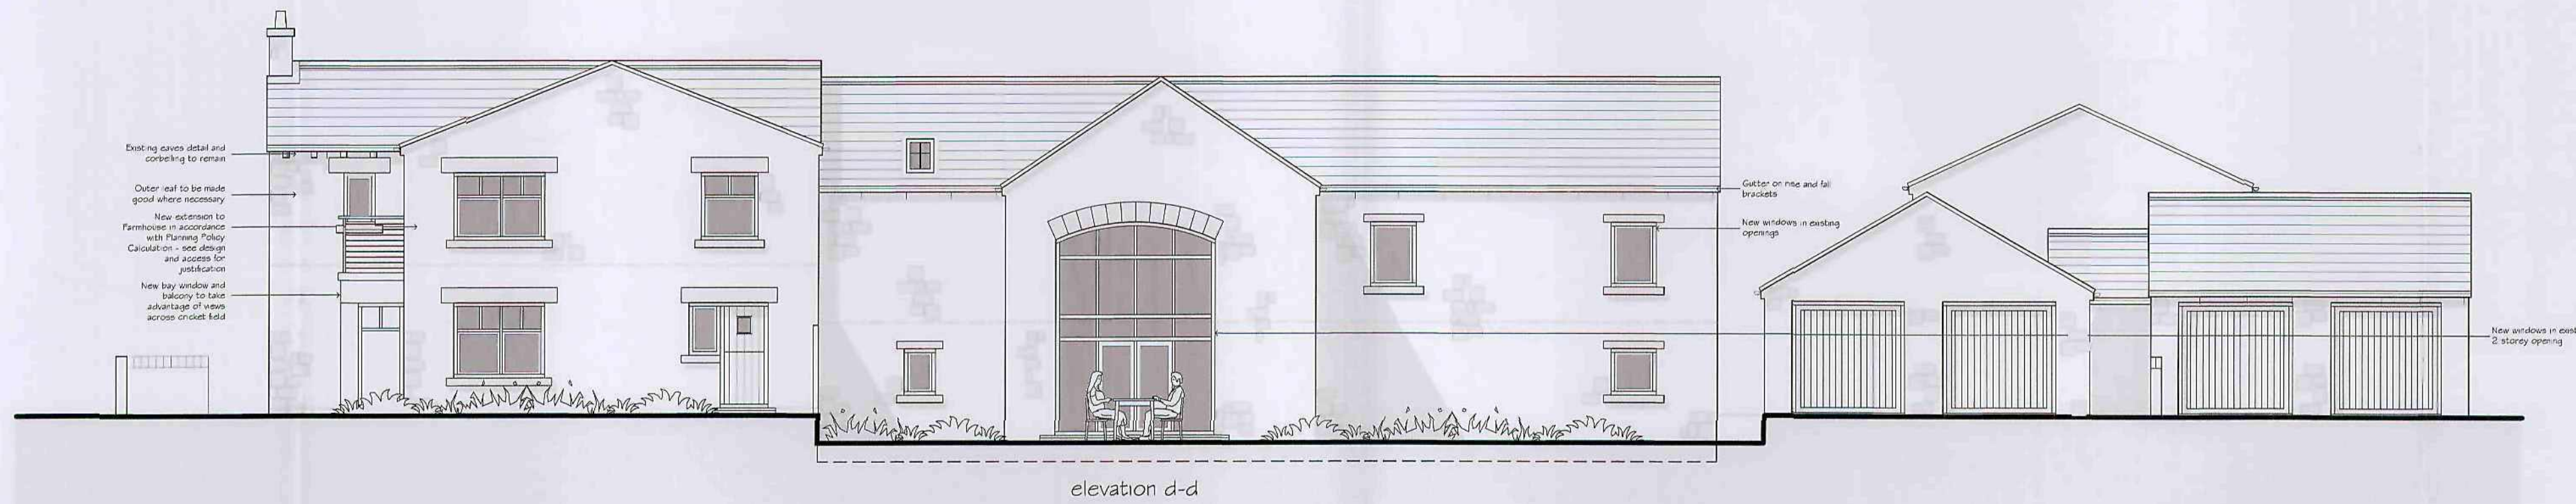 Existing eaves detail and
corbelling to remain
Outer leaf to be made
good where necessary
New extension to
Farmhouse in accordance
with Planning Policy
Calculation - see design
and access for
justification
New bay window and
balcony to take
advantage of views
across cricket field
Gutter on rise and fall
brackets
New windows in existing
openings
New windows in exist
2 storey opening
elevation d-d